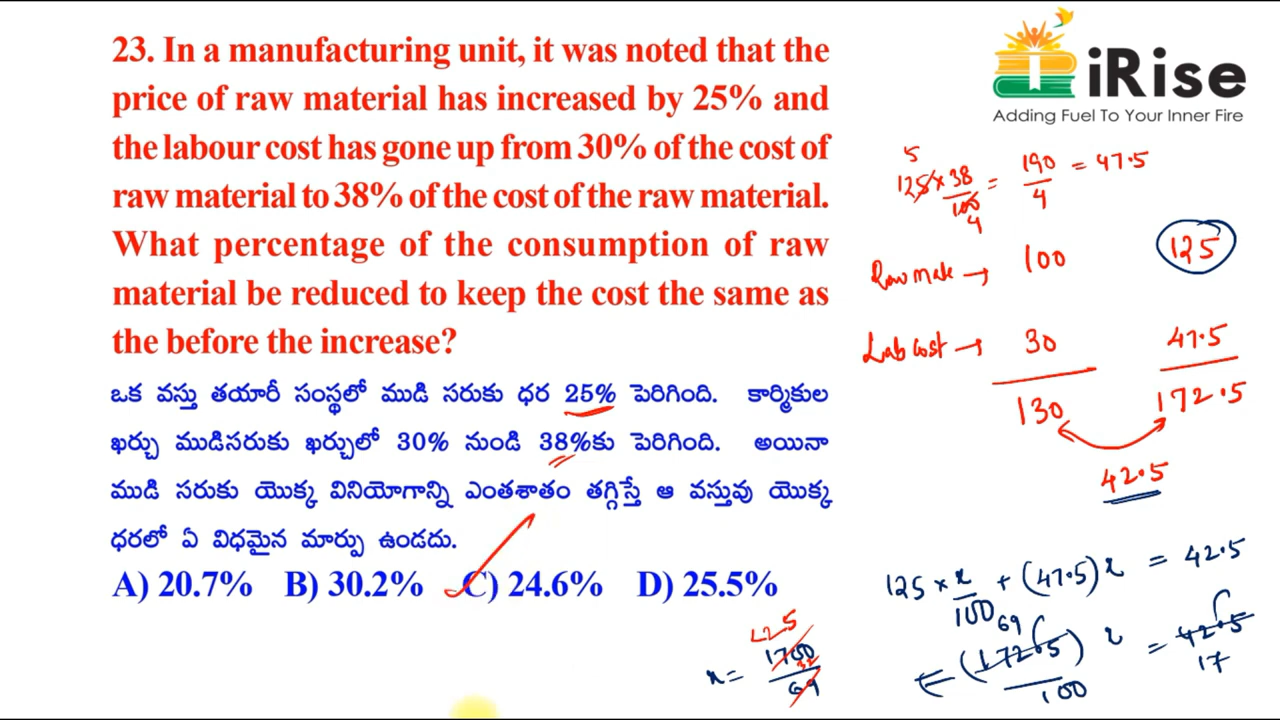 23. In a manufacturing unit, it was noted that the
price of raw material has increased by 25% and
the labour cost has gone up from 30% of the cost of
raw material to 38% of the cost of the raw material.
What percentage of the consumption of raw
material be reduced to keep the cost the same as
the before the increase?
ఒక వస్తు తయారీ సంస్థలో ముడి సరుకు ధర 25% పెరిగింది. కార్మికుల
ఖర్చు ముడిసరుకు ఖర్చులో 30% నుండి 38%కు పెరిగింది. అయినా
ముడి సరుకు యొక్క వినియోగాన్ని ఎంతశాతం తగ్గిస్తే ఆ వస్తువు యొక్క
ధరలో ఏ విధమైన మార్పు ఉండదు.
A) 20.7% B) 30.2% C) 24.6% D) 25.5%
iRise
Adding Fuel To Your Inner Fire
5
125 × 38 / 100 = 190 / 4 = 47.5
4
Raw mate → 100 125
Lab cost → 30 47.5
130 172.5
42.5
125 × x/100 + (47.5) x = 42.5
69
(172.5) x / 100 = 42.5
17
x = 1700 / 69